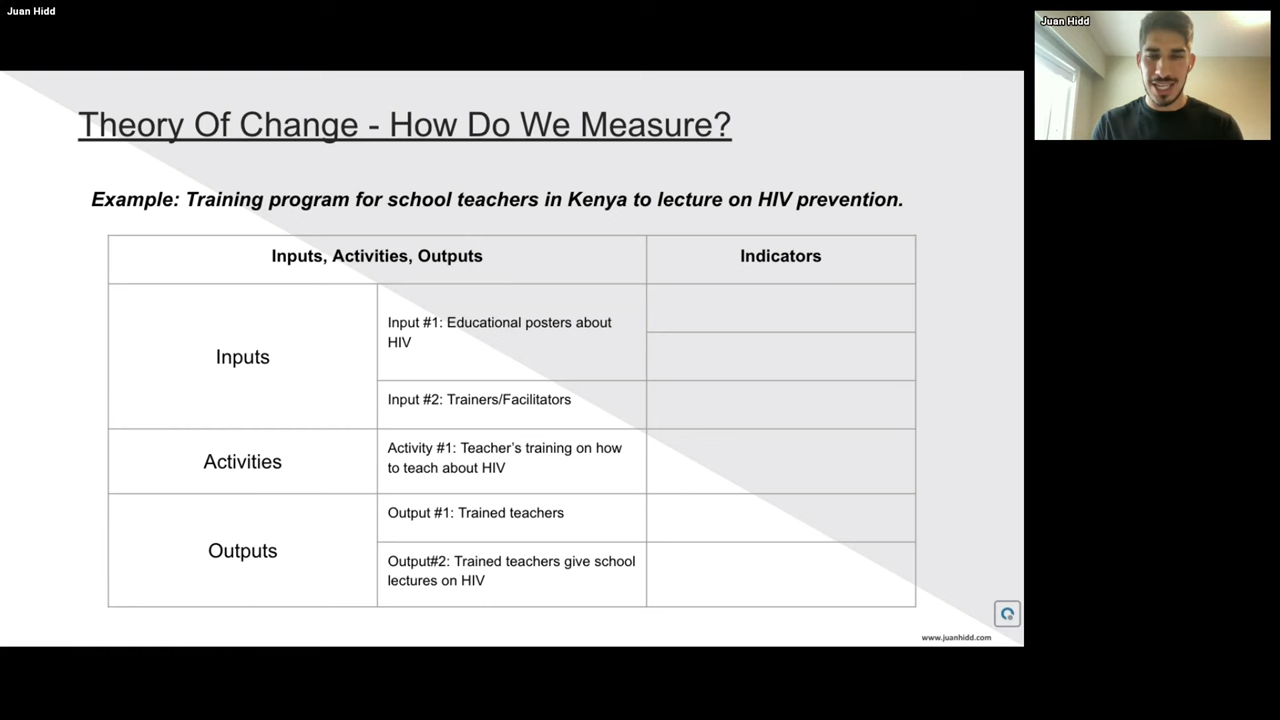 Juan Hidd
Juan Hidd
Theory Of Change - How Do We Measure?
Example: Training program for school teachers in Kenya to lecture on HIV prevention.
Inputs, Activities, Outputs
Indicators
Inputs
Input #1: Educational posters about
HIV
Input #2: Trainers/Facilitators
Activities
Activity #1: Teacher’s training on how
to teach about HIV
Outputs
Output #1: Trained teachers
Output#2: Trained teachers give school
lectures on HIV
www.juanhidd.com